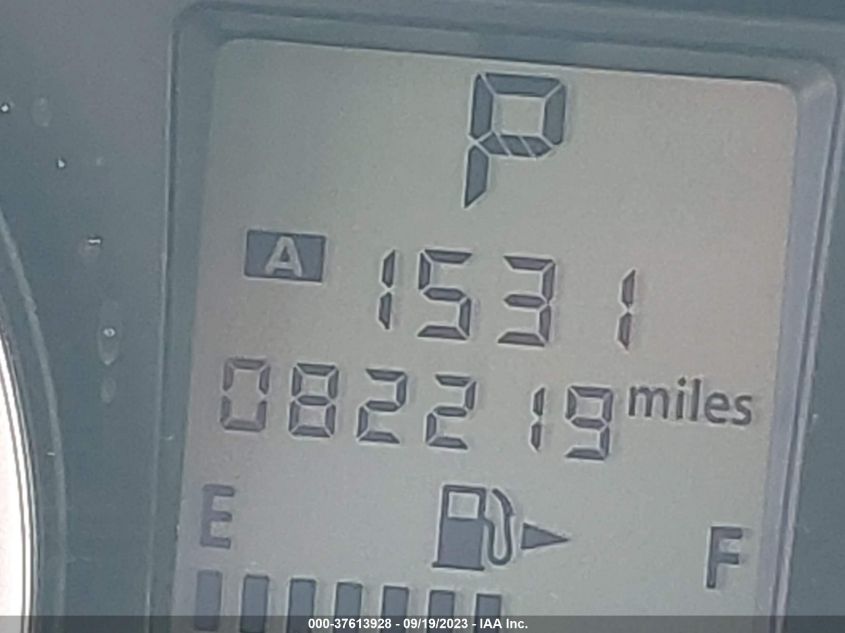 P
A 1531
082219 miles
E F
000-37613928 - 09/19/2023 - IAA Inc.